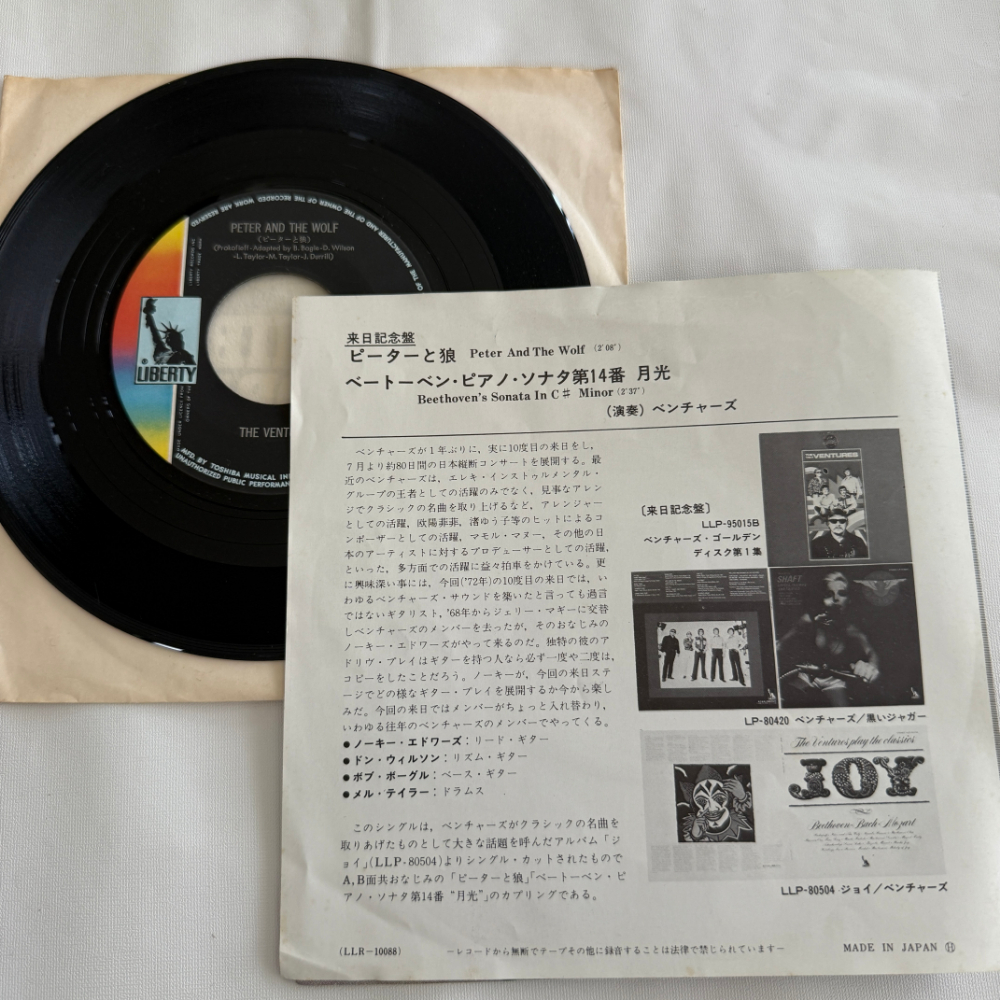 PETER AND THE WOLF
《ピーターと狼》
(Prokofieff-Adapted by B. Bogle-D. Wilson
-L. Taylor-M. Taylor-J. Durrill)
LIBERTY
THE VENT
MFD. BY TOSHIBA MUSICAL IN
UNAUTHORIZED PUBLIC PERFORMAN
OF THE MANUFACTURER AND OF THE OWNER OF THE RECORDED WORK ARE RESERVED
来日記念盤
ピーターと狼 Peter And The Wolf (2'08")
ベートーベン・ピアノ・ソナタ第14番 月光
Beethoven's Sonata In C♯ Minor (2'37")
(演奏) ベンチャーズ
ベンチャーズが1年ぶりに,実に10度目の来日をし,
7月より約80日間の日本縦断コンサートを展開する。最
近のベンチャーズは,エレキ・インストゥルメンタル・
グループの王者としての活躍のみでなく,見事なアレン
ジでクラシックの名曲を取り上げるなど,アレンジャー
としての活躍,欧陽菲菲,渚ゆう子等のヒットによるコ
ンポーザーとしての活躍,マモル・マヌー,その他の日
本のアーティストに対するプロデューサーとしての活躍,
といった,多方面での活躍に益々拍車をかけている。更
に興味深い事には,今回('72年)の10度目の来日では,い
わゆるベンチャーズ・サウンドを築いたと言っても過言
ではないギタリスト,'68年からジェリー・マギーに交替
しベンチャーズのメンバーを去ったが,そのおなじみの
ノーキー・エドワーズがやって来るのだ。独特の彼のア
ドリヴ・プレイはギターを持つ人なら必ず一度や二度は,
コピーをしたことだろう。ノーキーが,今回の来日ステ
ージでどの様なギター・プレイを展開するか今から楽し
みだ。今回の来日ではメンバーがちょっと入れ替わり,
いわゆる往年のベンチャーズのメンバーでやってくる。
●ノーキー・エドワーズ:リード・ギター
●ドン・ウィルソン:リズム・ギター
●ボブ・ボーグル:ベース・ギター
●メル・テイラー:ドラムス
このシングルは,ベンチャーズがクラシックの名曲を
取りあげたものとして大きな話題を呼んだアルバム「ジ
ョイ」(LLP-80504)よりシングル・カットされたもので
A,B面共おなじみの「ピーターと狼」「ベートーベン・ピ
アノ・ソナタ第14番 “月光”」のカプリングである。
THE VENTURES
〔来日記念盤〕
LLP-95015B
ベンチャーズ・ゴールデン
ディスク第1集
SHAFT
LP-80420 ベンチャーズ/黒いジャガー
The Ventures play the classics
JOY
Beethoven-Bach-Mozart
LLP-80504 ジョイ/ベンチャーズ
(LLR-10088)
-レコードから無断でテープその他に録音することは法律で禁じられています-
MADE IN JAPAN Ⓗ